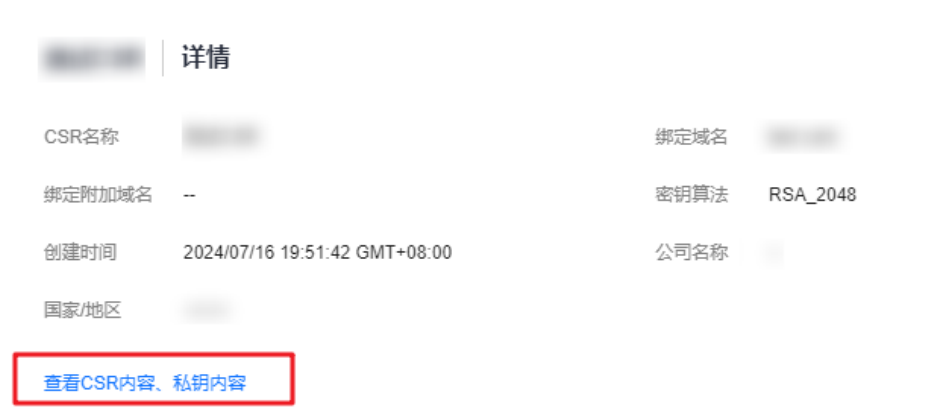 详情
CSR名称 绑定域名
绑定附加域名 -- 密钥算法 RSA_2048
创建时间 2024/07/16 19:51:42 GMT+08:00 公司名称
国家/地区
查看CSR内容、私钥内容